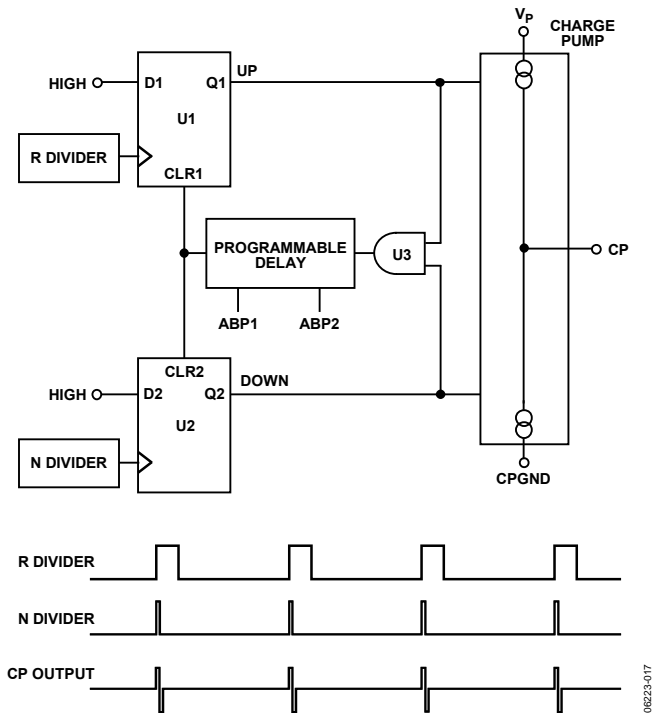 VP
CHARGE
PUMP
HIGH
D1
Q1
UP
U1
R DIVIDER
CLR1
PROGRAMMABLE
DELAY
U3
CP
ABP1
ABP2
CLR2
DOWN
HIGH
D2
Q2
U2
N DIVIDER
CPGND
R DIVIDER
N DIVIDER
CP OUTPUT
06223-017